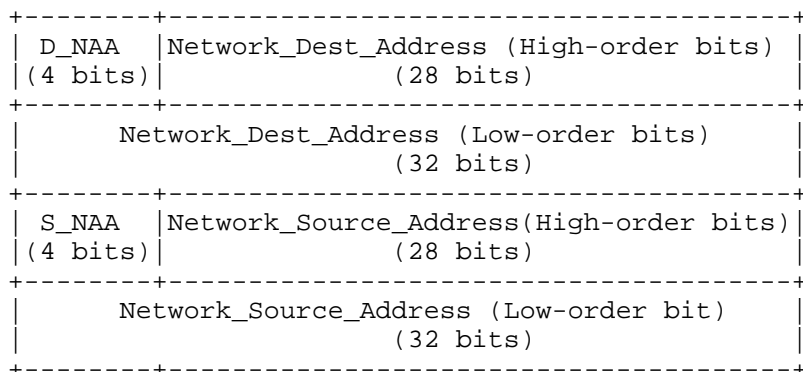 +--------+---------------------------------------+
| D_NAA  |Network_Dest_Address (High-order bits) |
|(4 bits)|            (28 bits)                  |
+--------+---------------------------------------+
|     Network_Dest_Address (Low-order bits)      |
|                   (32 bits)                    |
+--------+---------------------------------------+
| S_NAA  |Network_Source_Address(High-order bits)|
|(4 bits)|            (28 bits)                  |
+--------+---------------------------------------+
|     Network_Source_Address (Low-order bit)     |
|                   (32 bits)                    |
+--------+---------------------------------------+